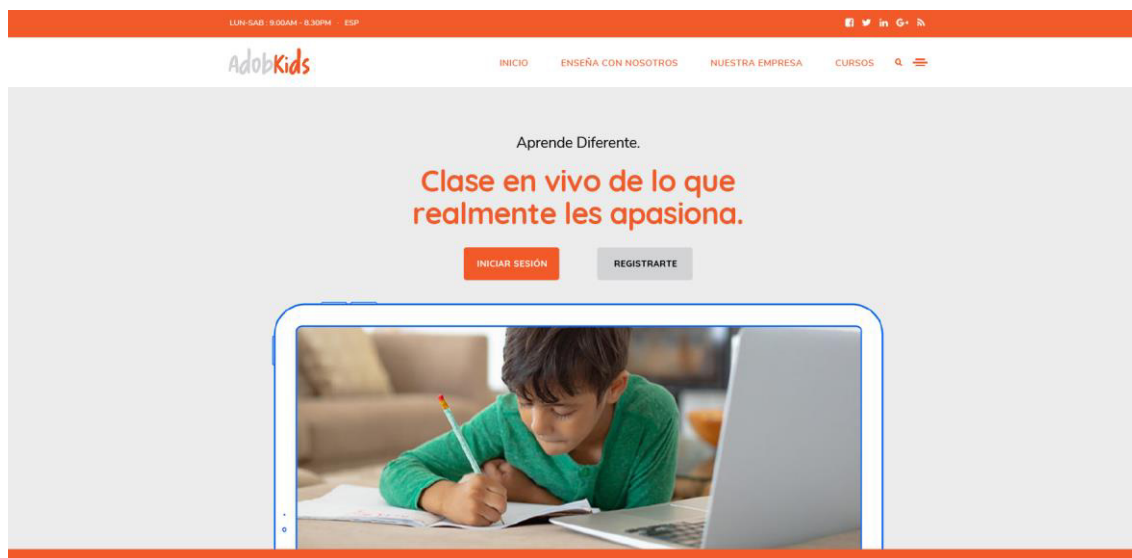 LUN-SAB : 9.00AM - 8.30PM · ESP
AdobKids
INICIO ENSEÑA CON NOSOTROS NUESTRA EMPRESA CURSOS
Aprende Diferente.
Clase en vivo de lo que
realmente les apasiona.
INICIAR SESIÓN REGISTRARTE